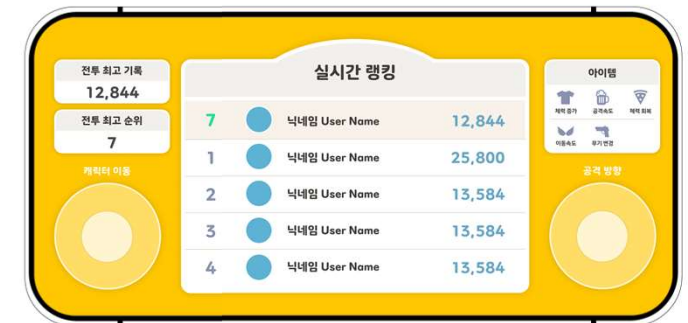 전투 최고 기록
12,844
전투 최고 순위
7
캐릭터 이동
실시간 랭킹
7 닉네임 User Name 12,844
1 닉네임 User Name 25,800
2 닉네임 User Name 13,584
3 닉네임 User Name 13,584
4 닉네임 User Name 13,584
아이템
체력 증가 공격속도 체력 회복
이동속도 무기 변경
공격 방향